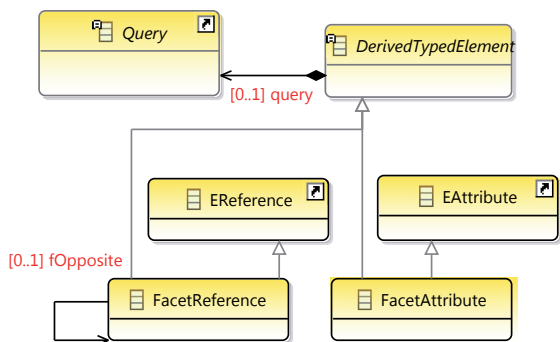 Query
DerivedTypedElement
[0..1] query
EReference
EAttribute
[0..1] fOpposite
FacetReference
FacetAttribute